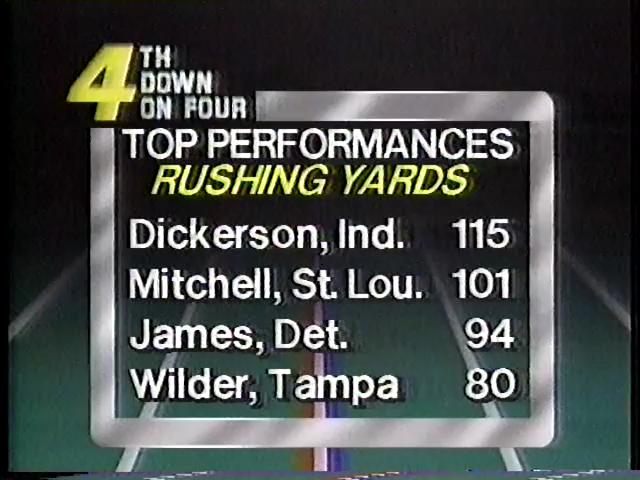 4TH
DOWN
ON FOUR
TOP PERFORMANCES
RUSHING YARDS
Dickerson, Ind. 115
Mitchell, St. Lou. 101
James, Det. 94
Wilder, Tampa 80